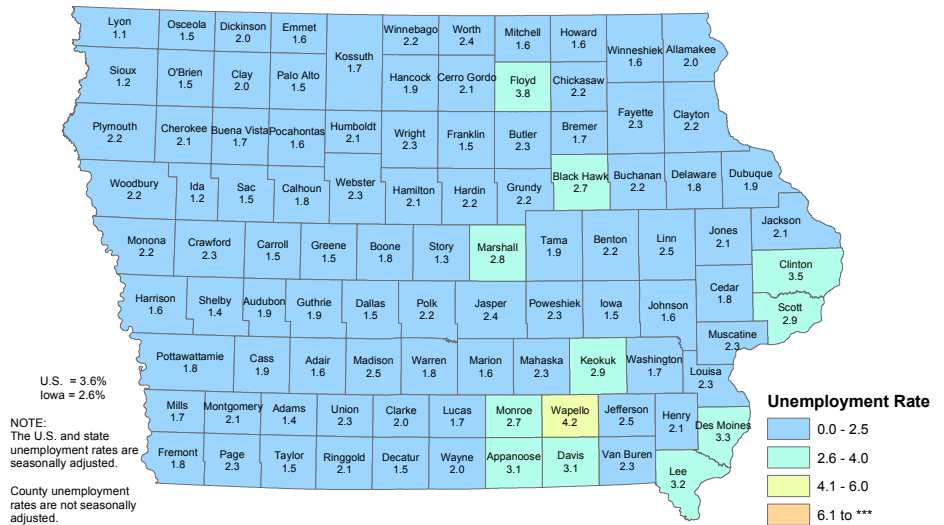 Lyon
1.1
Osceola
1.5
Dickinson
2.0
Emmet
1.6
Kossuth
1.7
Winnebago
2.2
Worth
2.4
Mitchell
1.6
Howard
1.6
Winneshiek
1.6
Allamakee
2.0
Sioux
1.2
O'Brien
1.5
Clay
2.0
Palo Alto
1.5
Hancock
1.9
Cerro Gordo
2.1
Floyd
3.8
Chickasaw
2.2
Fayette
2.3
Clayton
2.2
Plymouth
2.2
Cherokee
2.1
Buena Vista
1.7
Pocahontas
1.6
Humboldt
2.1
Wright
2.3
Franklin
1.5
Butler
2.3
Bremer
1.7
Woodbury
2.2
Ida
1.2
Sac
1.5
Calhoun
1.8
Webster
2.3
Hamilton
2.1
Hardin
2.2
Grundy
2.2
Black Hawk
2.7
Buchanan
2.2
Delaware
1.8
Dubuque
1.9
Monona
2.2
Crawford
2.3
Carroll
1.5
Greene
1.5
Boone
1.8
Story
1.3
Marshall
2.8
Tama
1.9
Benton
2.2
Linn
2.5
Jones
2.1
Jackson
2.1
Clinton
3.5
Harrison
1.6
Shelby
1.4
Audubon
1.9
Guthrie
1.9
Dallas
1.5
Polk
2.2
Jasper
2.4
Poweshiek
2.3
Iowa
1.5
Johnson
1.6
Cedar
1.8
Scott
2.9
Muscatine
2.3
Pottawattamie
1.8
Cass
1.9
Adair
1.6
Madison
2.5
Warren
1.8
Marion
1.6
Mahaska
2.3
Keokuk
2.9
Washington
1.7
Louisa
2.3
Mills
1.7
Montgomery
2.1
Adams
1.4
Union
2.3
Clarke
2.0
Lucas
1.7
Monroe
2.7
Wapello
4.2
Jefferson
2.5
Henry
2.1
Des Moines
3.3
Fremont
1.8
Page
2.3
Taylor
1.5
Ringgold
2.1
Decatur
1.5
Wayne
2.0
Appanoose
3.1
Davis
3.1
Van Buren
2.3
Lee
3.2
U.S. = 3.6%
Iowa = 2.6%
NOTE:
The U.S. and state
unemployment rates are
seasonally adjusted.
County unemployment
rates are not seasonally
adjusted.
Unemployment Rate
0.0 - 2.5
2.6 - 4.0
4.1 - 6.0
6.1 to ***